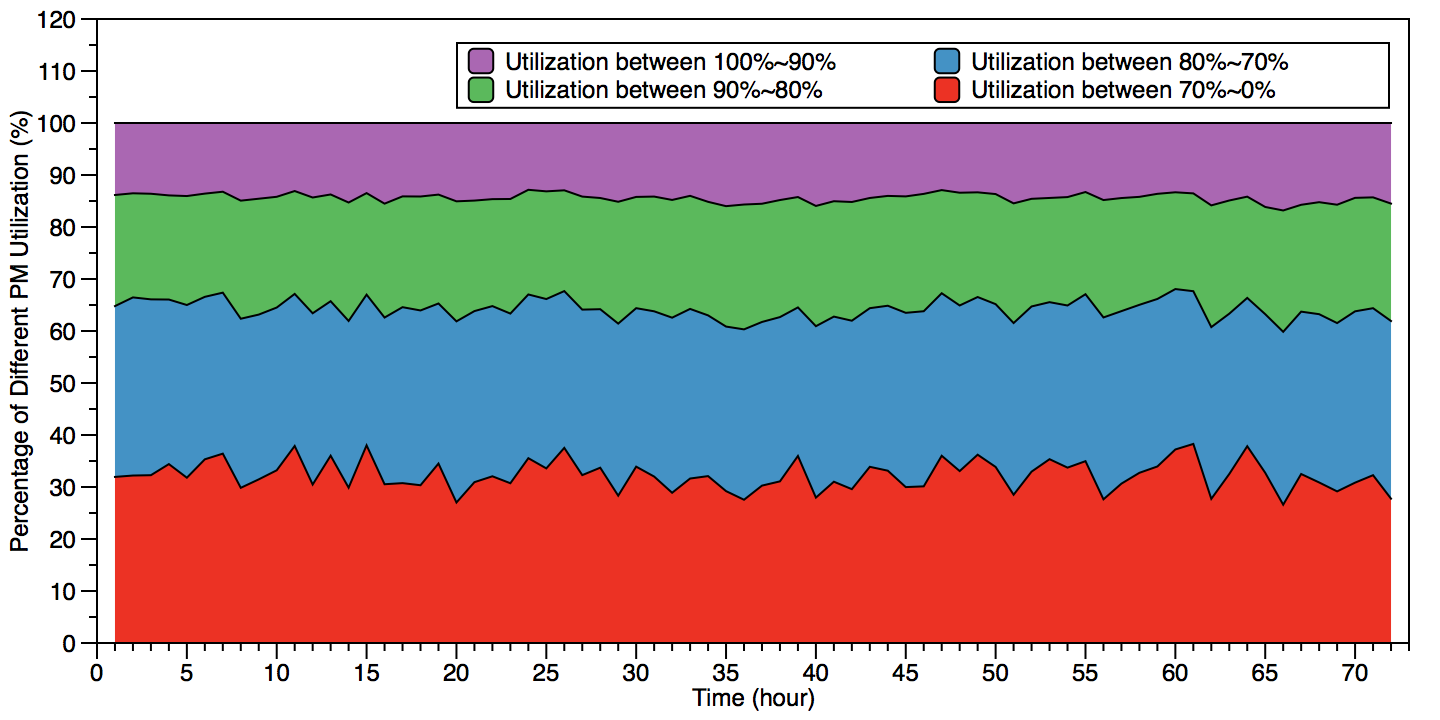 120
110
100
90
80
70
60
50
40
30
20
10
0
Percentage of Different PM Utilization (%)
Utilization between 100%~90%
Utilization between 80%~70%
Utilization between 90%~80%
Utilization between 70%~0%
0 5 10 15 20 25 30 35 40 45 50 55 60 65 70
Time (hour)